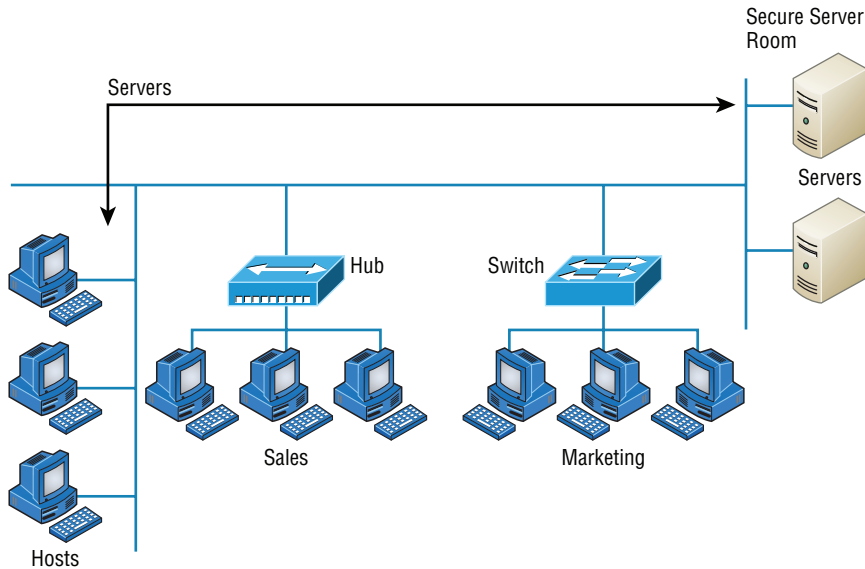 Secure Server
Room
Servers
Servers
Hub
Switch
Sales
Marketing
Hosts